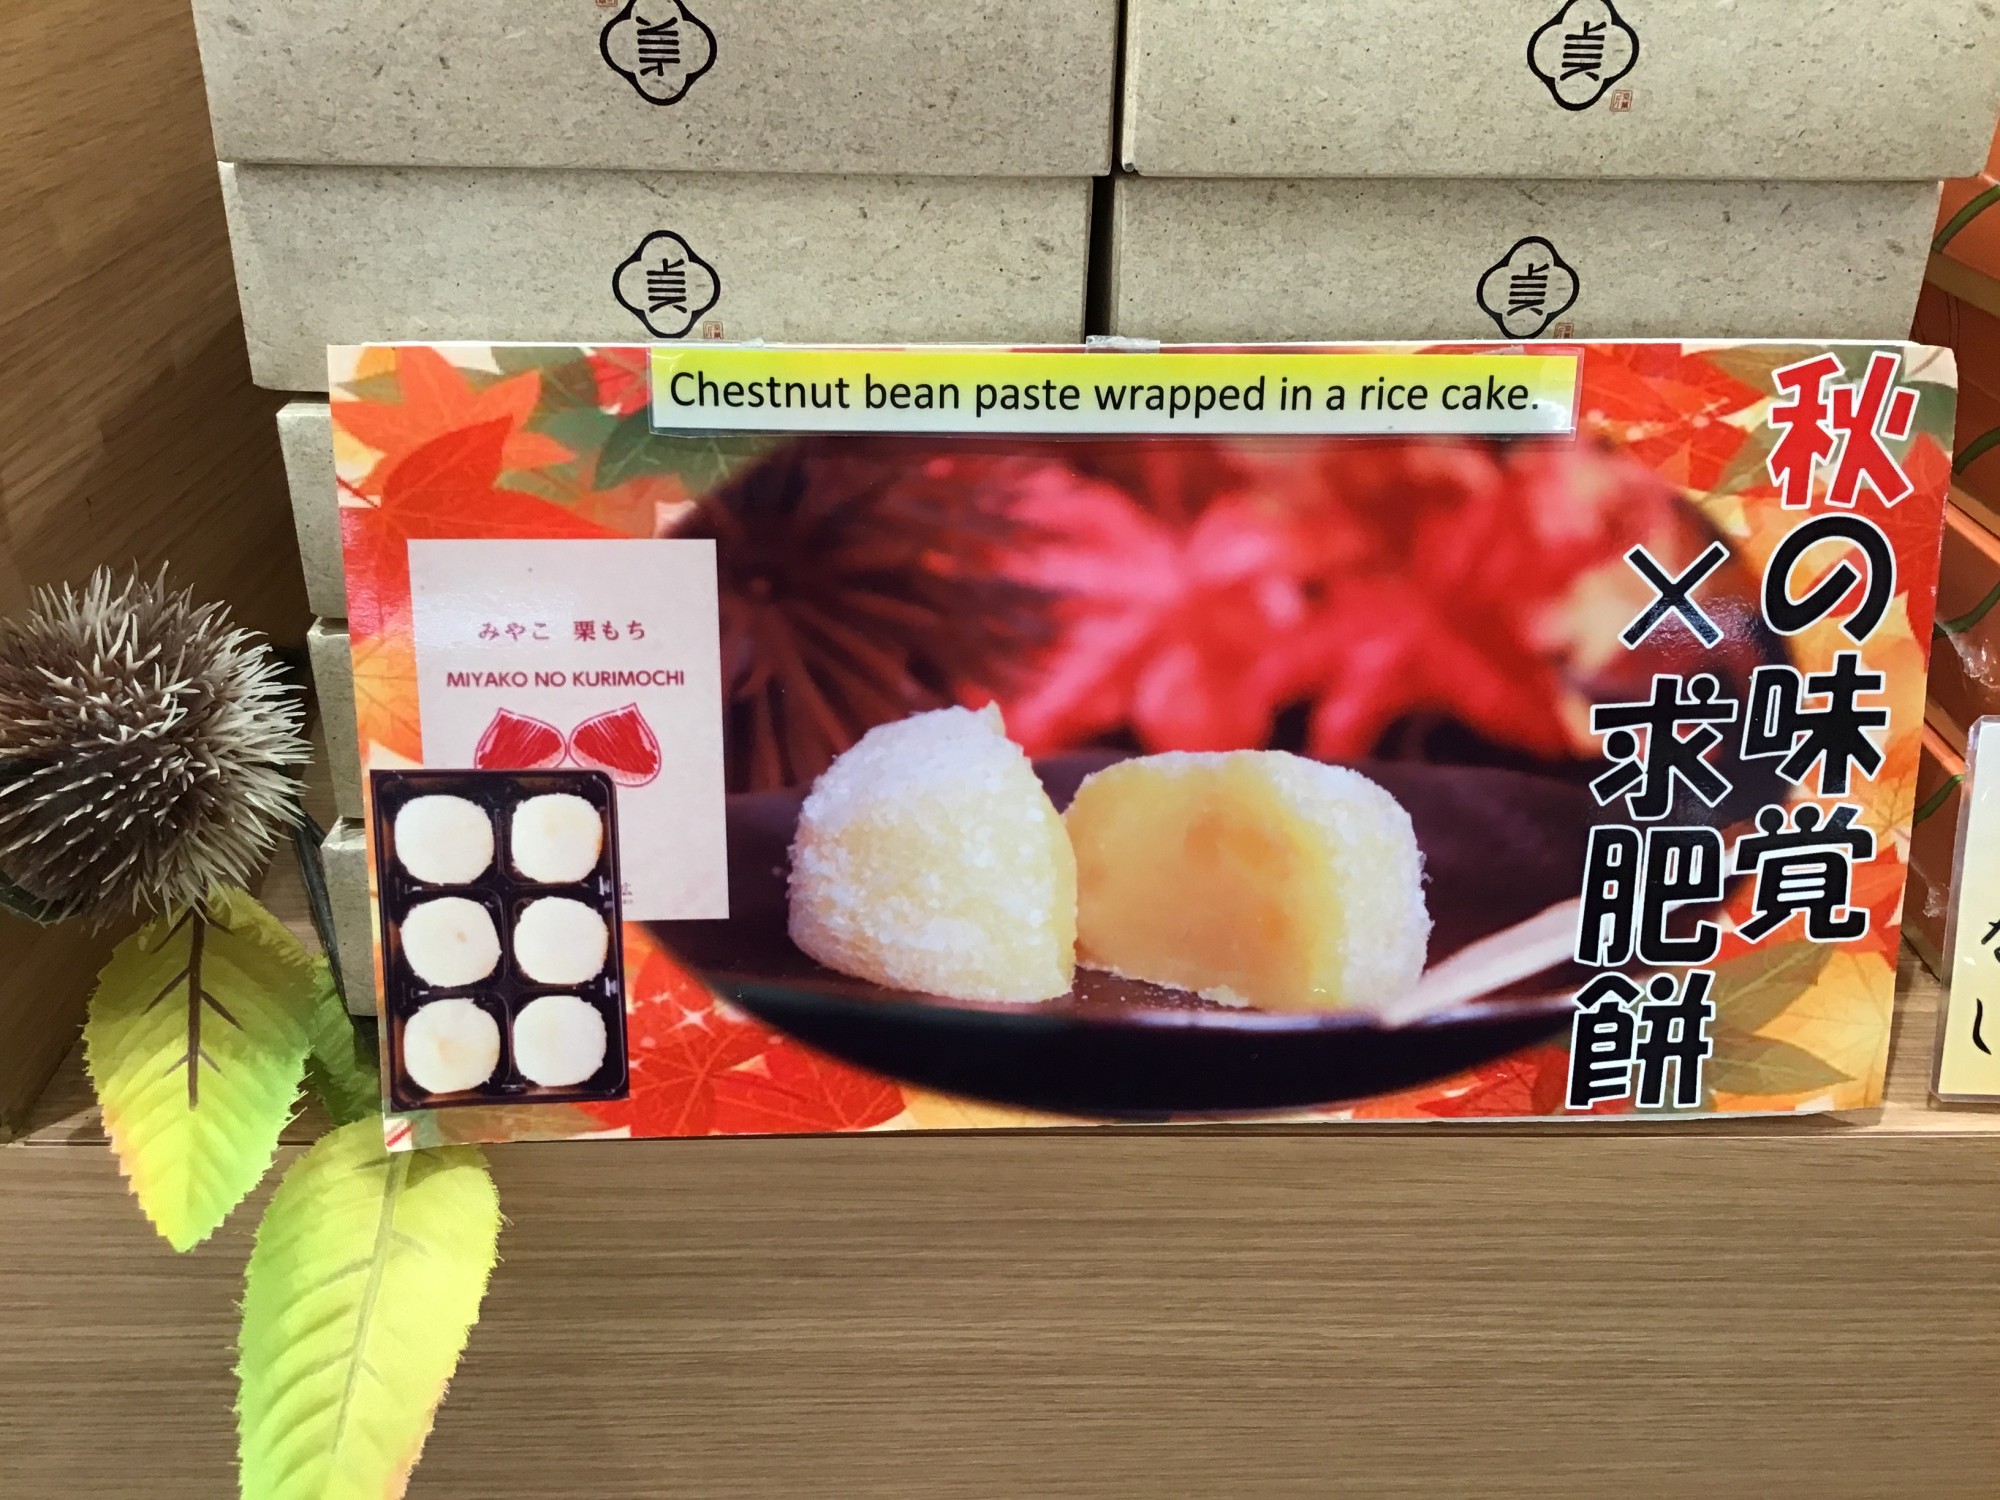 Chestnut bean paste wrapped in a rice cake.
秋の味覚
×求肥餅
みやこ 栗もち
MIYAKO NO KURIMOCHI